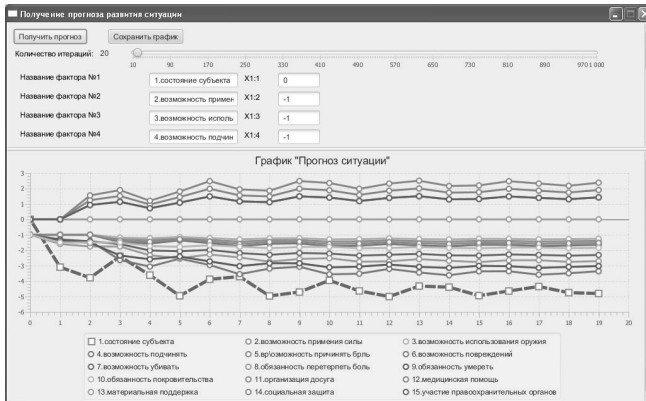 Получение прогноза развития ситуации
Получить прогноз Сохранить график
Количество итераций: 20
10 90 170 250 330 410 490 570 650 730 810 890 970 1 000
Название фактора №1 1.состояние субъекта X1:1 0
Название фактора №2 2.возможность примен X1:2 -1
Название фактора №3 3.возможность исполь X1:3 -1
Название фактора №4 4.возможность подчин X1:4 -1
График "Прогноз ситуации"
3
2
1
0
-1
-2
-3
-4
-5
-6
0 1 2 3 4 5 6 7 8 9 10 11 12 13 14 15 16 17 18 19 20
1.состояние субъекта 2.возможность примения силы 3.возможность использования оружия
4.возможность подчинять 5.вр\озможность причинять брль 6.возможность повреждений
7.возможность убивать 8.обязанность перетерпеть боль 9.обязанность умереть
10.обязанность покровительства 11.организация досуга 12.медицинская помощь
13.материальная поддержка 14.социальная защита 15.участие правоохранительных органов